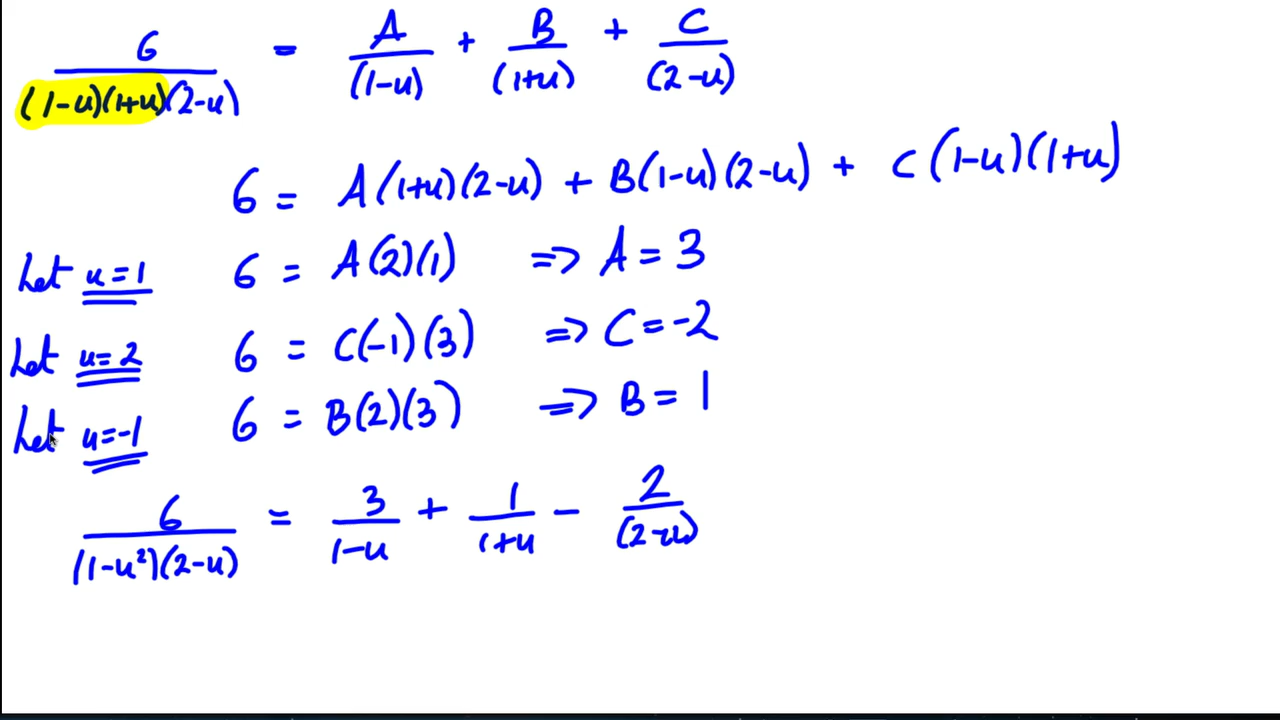 6/((1-u)(1+u)(2-u)) = A/(1-u) + B/(1+u) + C/(2-u)
6 = A(1+u)(2-u) + B(1-u)(2-u) + C(1-u)(1+u)
Let u=1 6 = A(2)(1) => A = 3
Let u=2 6 = C(-1)(3) => C = -2
Let u=-1 6 = B(2)(3) => B = 1
6/((1-u²)(2-u)) = 3/(1-u) + 1/(1+u) - 2/(2-u)